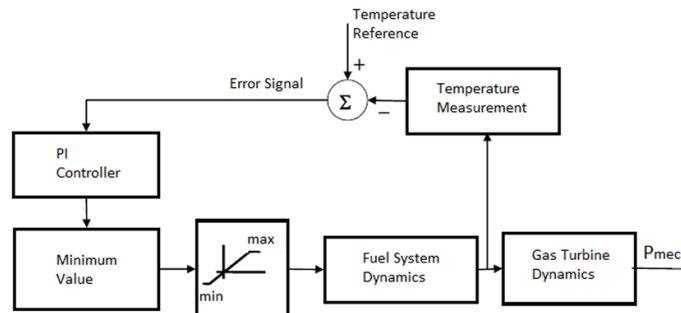 Temperature
Reference
+
Error Signal
Σ
−
Temperature
Measurement
PI
Controller
Minimum
Value
max
min
Fuel System
Dynamics
Gas Turbine
Dynamics
Pmec